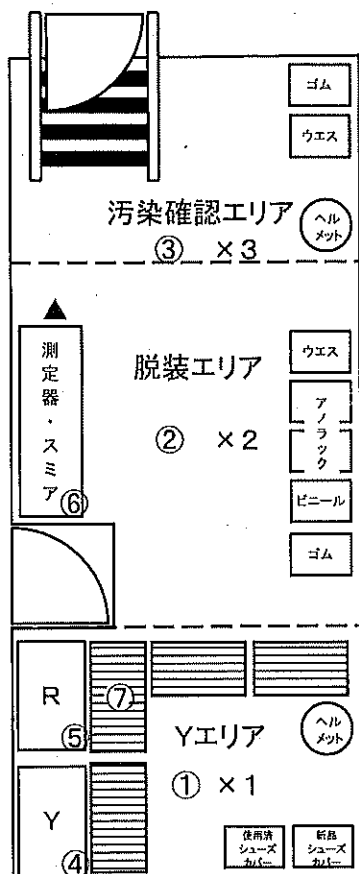 ゴム
ウエス
汚染確認エリア
ヘル
メット
③ ×3
測定器・スミア
⑥
脱装エリア
② ×2
ウエス
アノラック
ビニール
ゴム
R
⑤
⑦
Yエリア
ヘル
メット
① ×1
Y
④
使用済
シューズ
カバー
新品
シューズ
カバー